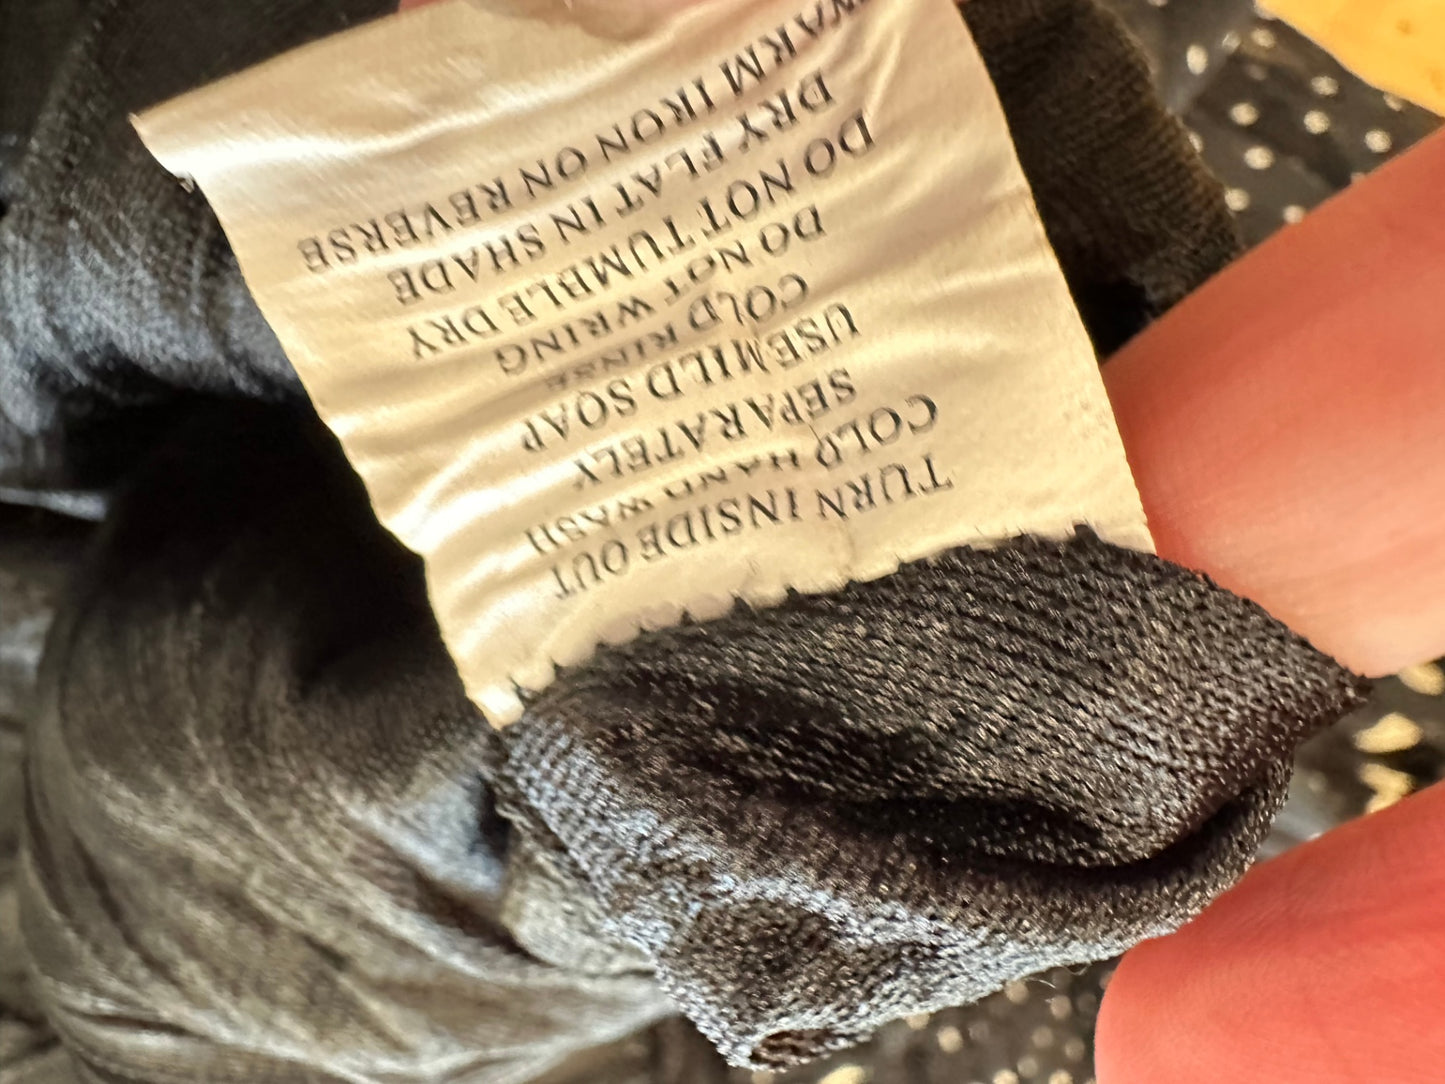 TURN INSIDE OUT
COLD HAND WASH
SEPARATELY
USE MILD SOAP
COLD RINSE
DO NOT WRING
DO NOT TUMBLE DRY
DRY FLAT IN SHADE
WARM IRON ON REVERSE